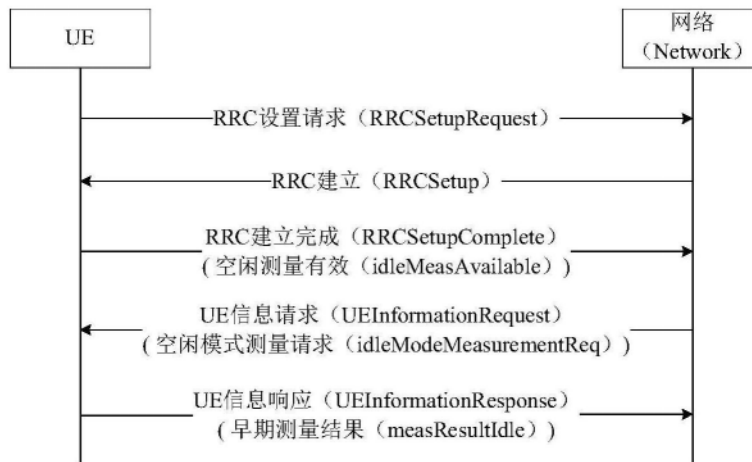 UE
网络
（Network）
RRC设置请求（RRCSetupRequest）
RRC建立（RRCSetup）
RRC建立完成（RRCSetupComplete）
( 空闲测量有效（idleMeasAvailable）)
UE信息请求（UEInformationRequest）
( 空闲模式测量请求（idleModeMeasurementReq）)
UE信息响应（UEInformationResponse）
( 早期测量结果（measResultIdle）)